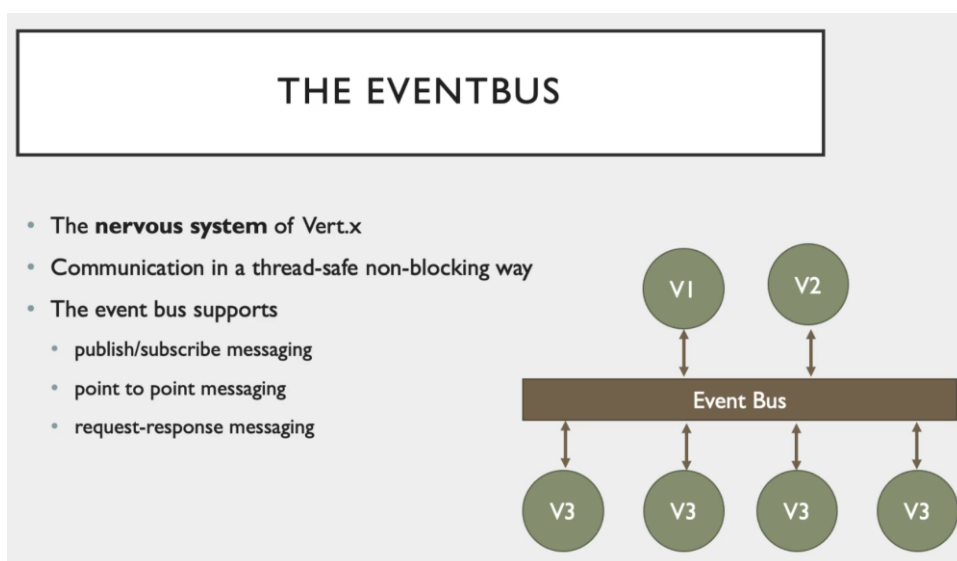 THE EVENTBUS
The nervous system of Vert.x
Communication in a thread-safe non-blocking way
The event bus supports
publish/subscribe messaging
point to point messaging
request-response messaging
V1
V2
Event Bus
V3
V3
V3
V3